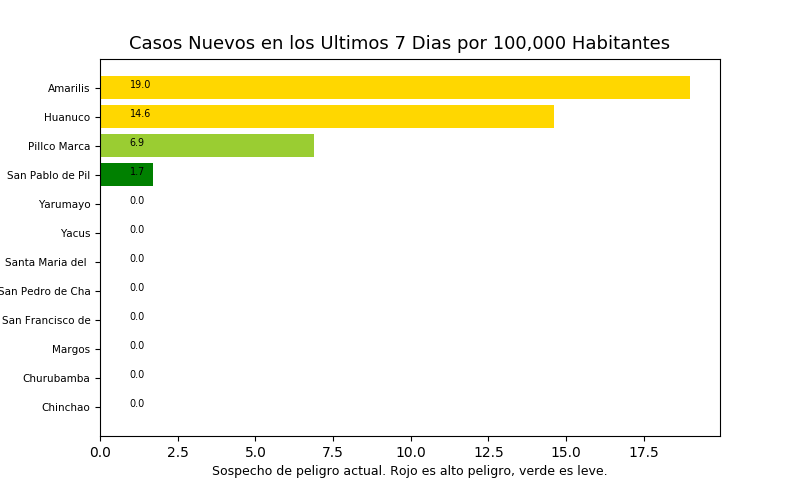 Casos Nuevos en los Ultimos 7 Dias por 100,000 Habitantes
Amarilis 19.0
Huanuco 14.6
Pillco Marca 6.9
San Pablo de Pil 1.7
Yarumayo 0.0
Yacus 0.0
Santa Maria del 0.0
San Pedro de Cha 0.0
San Francisco de 0.0
Margos 0.0
Churubamba 0.0
Chinchao 0.0
0.0 2.5 5.0 7.5 10.0 12.5 15.0 17.5
Sospecho de peligro actual. Rojo es alto peligro, verde es leve.